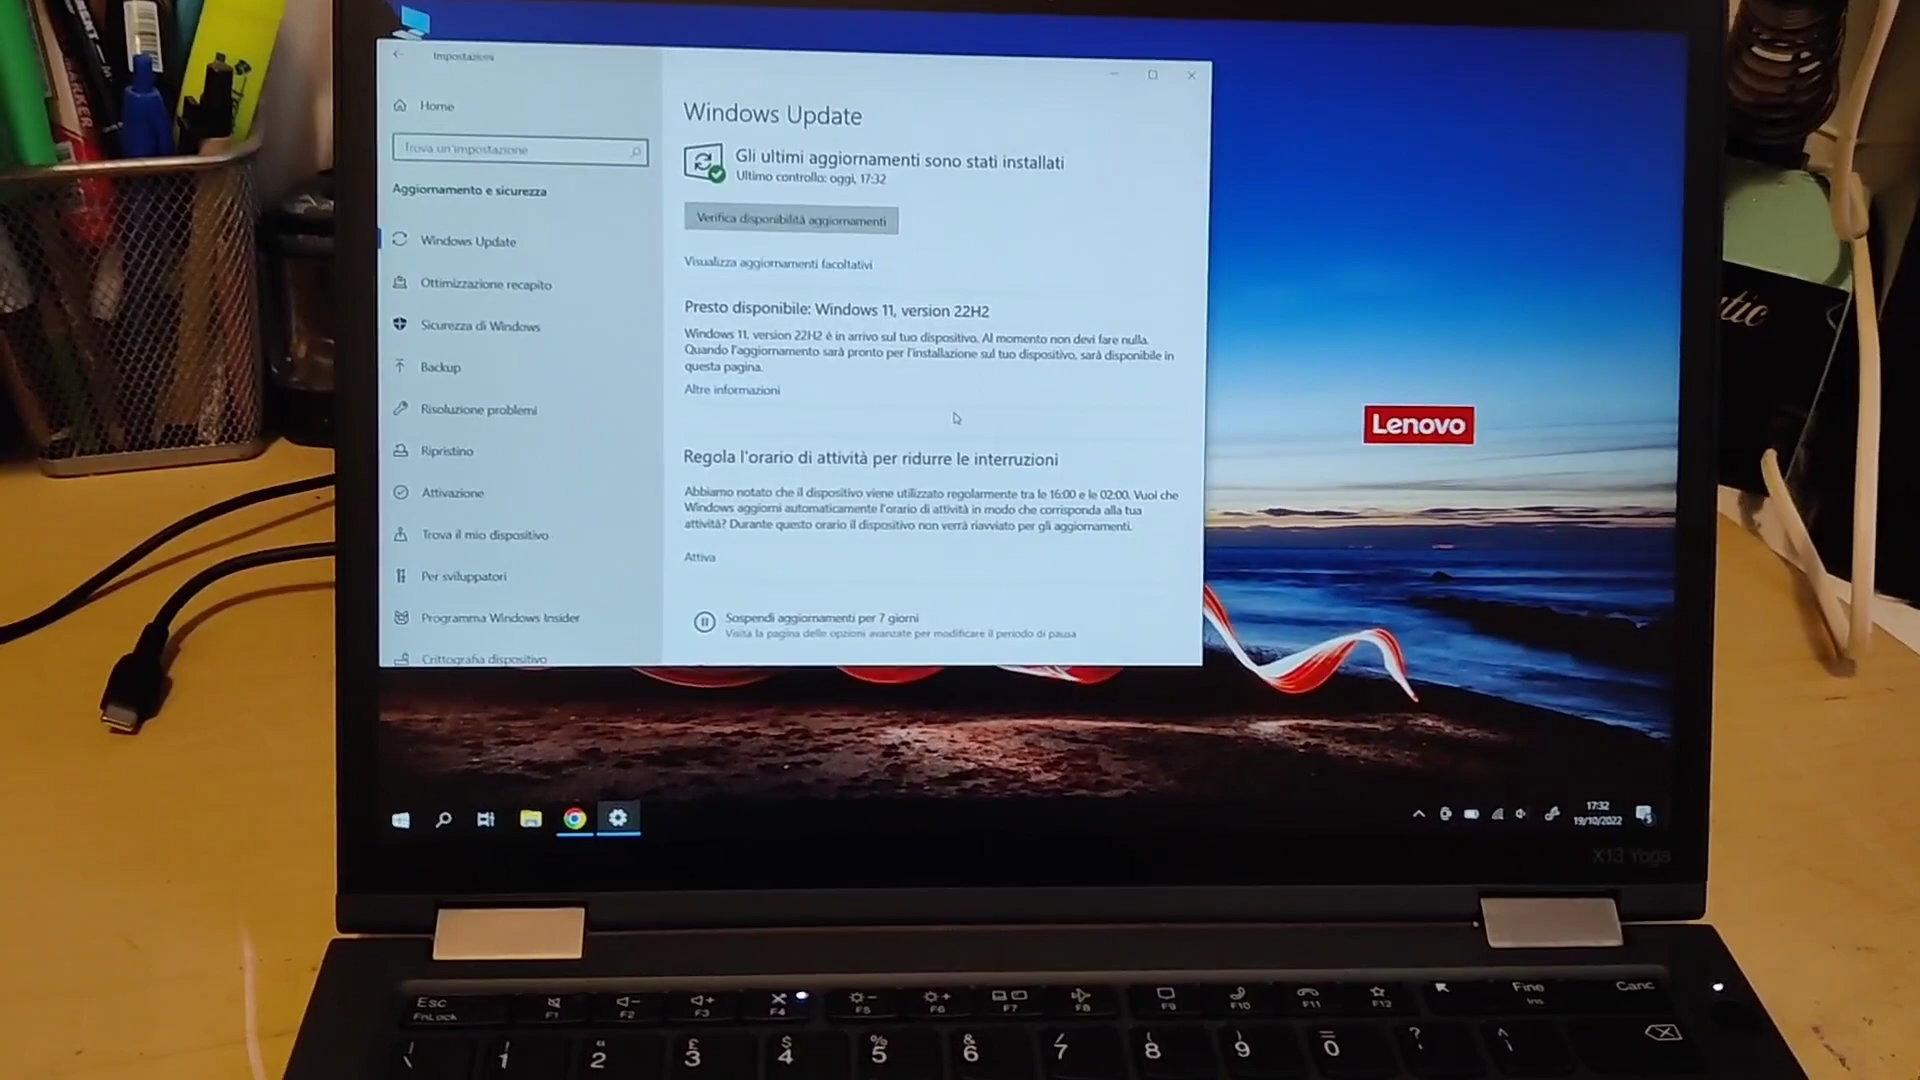 Impostazioni
Home
Trova un'impostazione
Aggiornamento e sicurezza
Windows Update
Ottimizzazione recapito
Sicurezza di Windows
Backup
Risoluzione problemi
Ripristino
Attivazione
Trova il mio dispositivo
Per sviluppatori
Programma Windows Insider
Crittografia dispositivo
Windows Update
Gli ultimi aggiornamenti sono stati installati
Ultimo controllo: oggi, 17:32
Verifica disponibilità aggiornamenti
Visualizza aggiornamenti facoltativi
Presto disponibile: Windows 11, version 22H2
Windows 11, version 22H2 è in arrivo sul tuo dispositivo. Al momento non devi fare nulla.
Quando l'aggiornamento sarà pronto per l'installazione sul tuo dispositivo, sarà disponibile in
questa pagina.
Altre informazioni
Regola l'orario di attività per ridurre le interruzioni
Abbiamo notato che il dispositivo viene utilizzato regolarmente tra le 16:00 e le 02:00. Vuoi che
Windows aggiorni automaticamente l'orario di attività in modo che corrisponda alla tua
attività? Durante questo orario il dispositivo non verrà riavviato per gli aggiornamenti.
Attiva
Sospendi aggiornamenti per 7 giorni
Visita la pagina delle opzioni avanzate per modificare il periodo di pausa
Lenovo
17:32
19/10/2022
X13 Yoga
Esc
FnLock
F1
F2
F3
F4
F5
F6
F7
F8
F9
F10
F11
F12
Fine
Ins
Canc
\ |
1 !
2 "
3 £
4 $
5 %
6 &
7 /
8 (
9 )
0 =
?
^
MARKER
tic